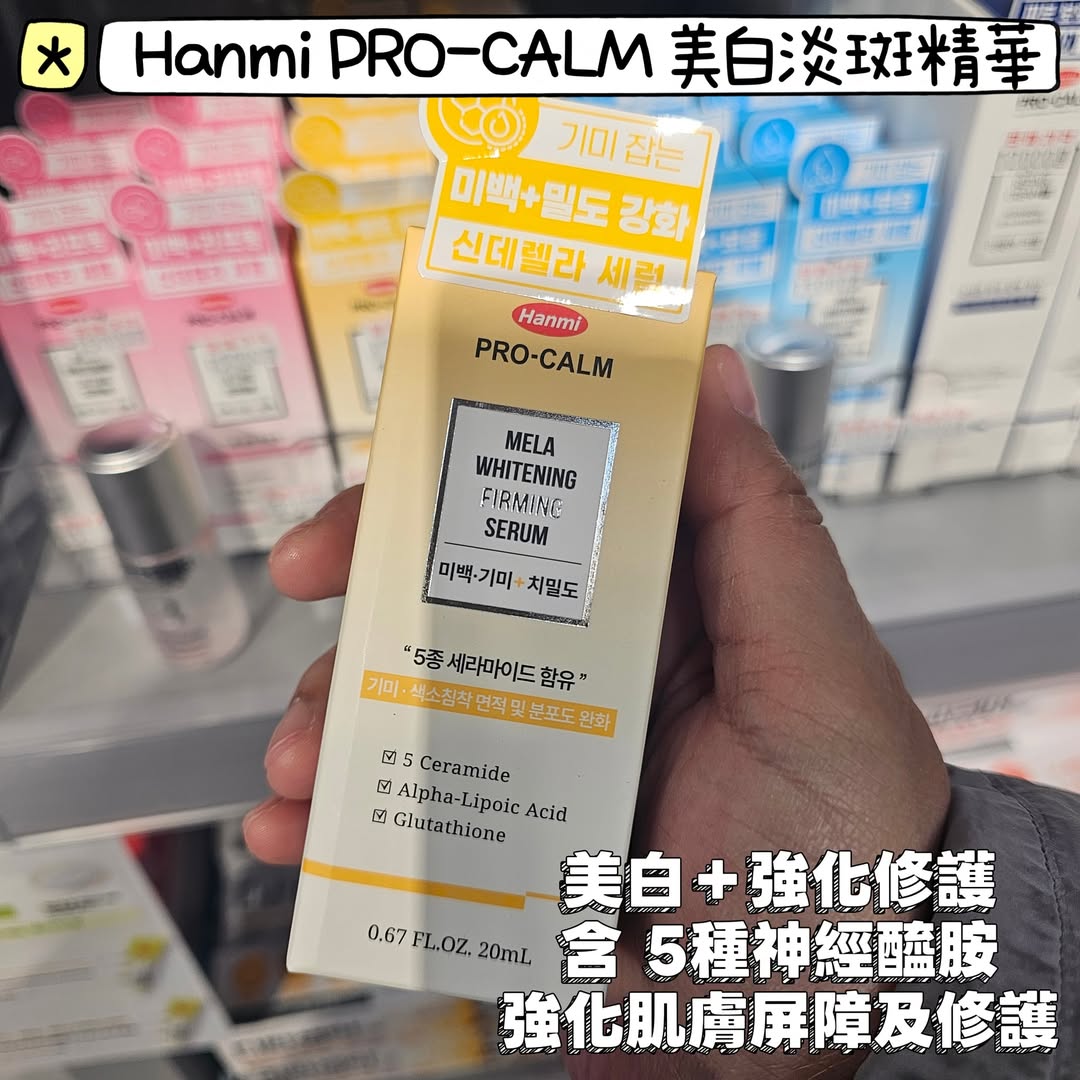 * Hanmi PRO-CALM 美白淡斑精華
기미 잡는
미백+밀도 강화
신데렐라 세럼
Hanmi
PRO-CALM
MELA
WHITENING
FIRMING
SERUM
미백·기미+치밀도
“5종 세라마이드 함유”
기미·색소침착 면적 및 분포도 완화
☑ 5 Ceramide
☑ Alpha-Lipoic Acid
☑ Glutathione
0.67 FL.OZ. 20mL
美白+強化修護
含 5種神經醯胺
強化肌膚屏障及修護